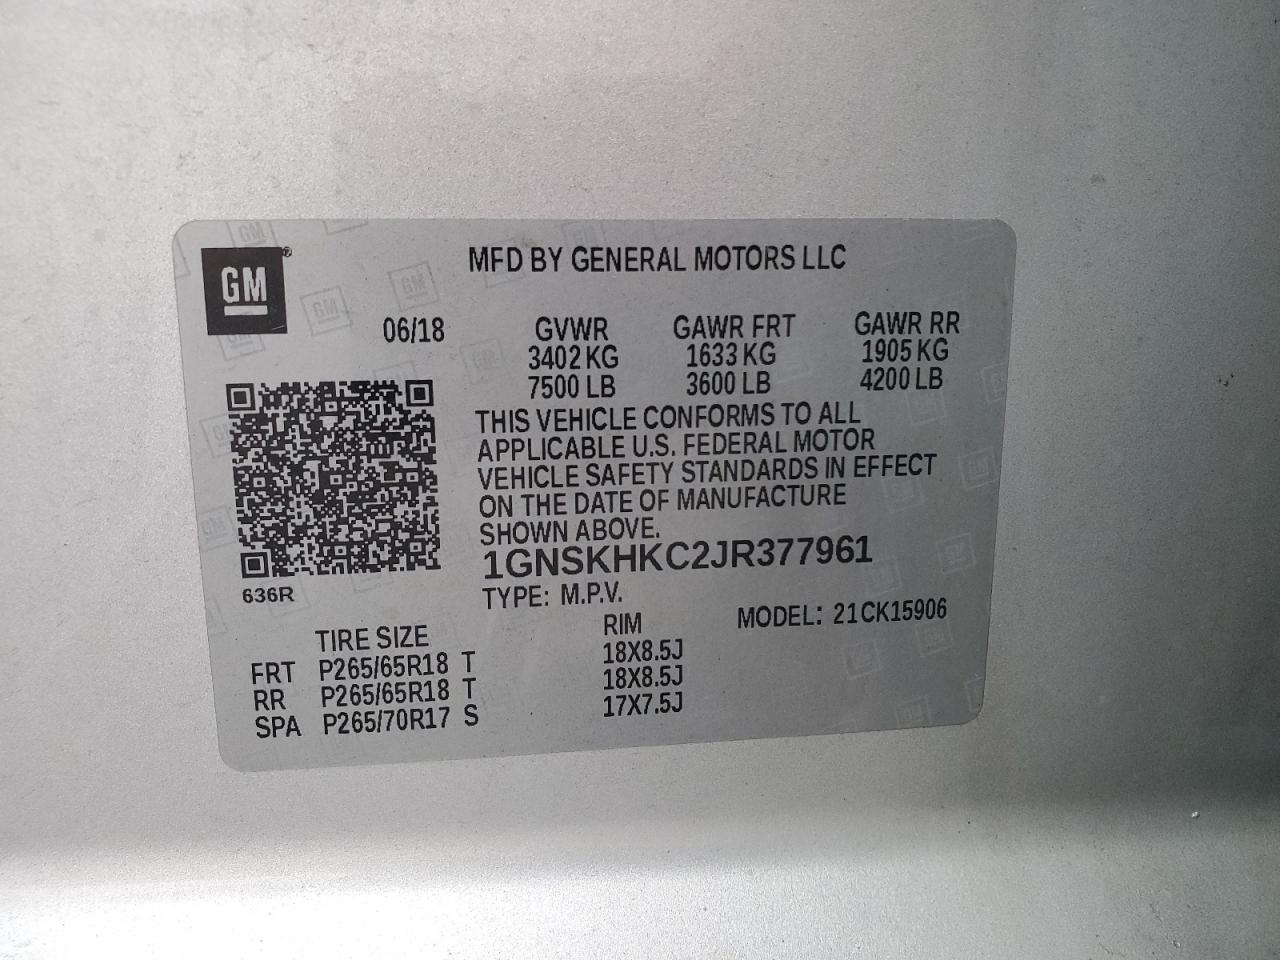 GM
MFD BY GENERAL MOTORS LLC
06/18 GVWR GAWR FRT GAWR RR
3402 KG 1633 KG 1905 KG
7500 LB 3600 LB 4200 LB
THIS VEHICLE CONFORMS TO ALL
APPLICABLE U.S. FEDERAL MOTOR
VEHICLE SAFETY STANDARDS IN EFFECT
ON THE DATE OF MANUFACTURE
SHOWN ABOVE.
1GNSKHKC2JR377961
636R
TYPE: M.P.V.
MODEL: 21CK15906
TIRE SIZE RIM
FRT P265/65R18 T 18X8.5J
RR P265/65R18 T 18X8.5J
SPA P265/70R17 S 17X7.5J